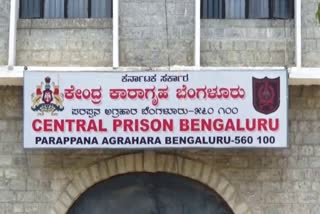 ಕರ್ನಾಟಕ ಸರ್ಕಾರ
ಕೇಂದ್ರ ಕಾರಾಗೃಹ ಬೆಂಗಳೂರು
ಪರಪ್ಪನ ಅಗ್ರಹಾರ ಬೆಂಗಳೂರು-೫೬೦ ೧೦೦
CENTRAL PRISON BENGALURU
PARAPPANA AGRAHARA BENGALURU-560 100